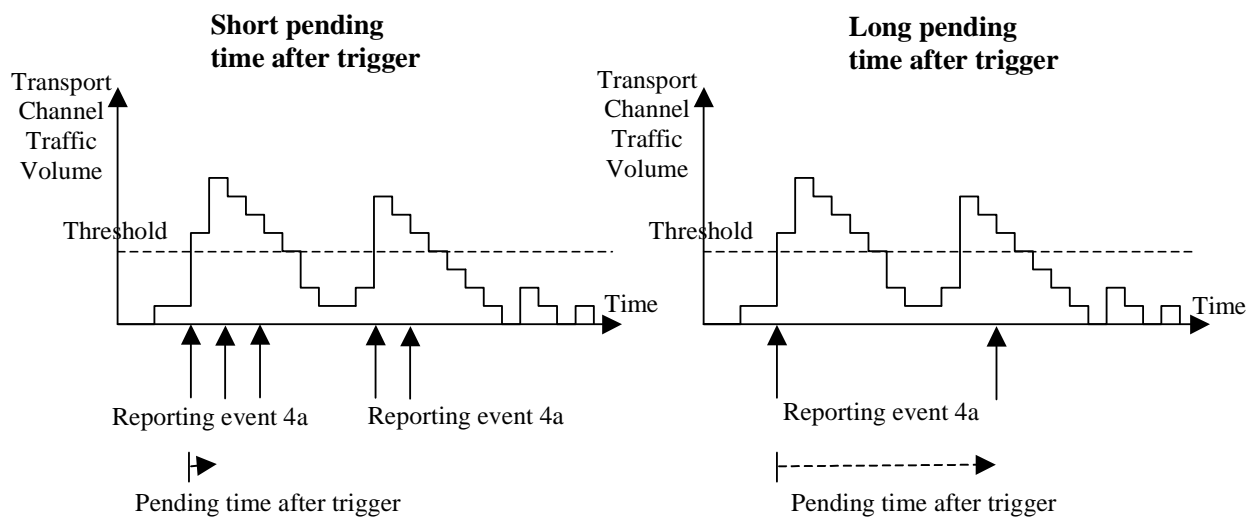 Short pending
time after trigger
Transport
Channel
Traffic
Volume
Threshold
Time
Reporting event 4a
Reporting event 4a
Pending time after trigger
Long pending
time after trigger
Transport
Channel
Traffic
Volume
Threshold
Time
Reporting event 4a
Pending time after trigger